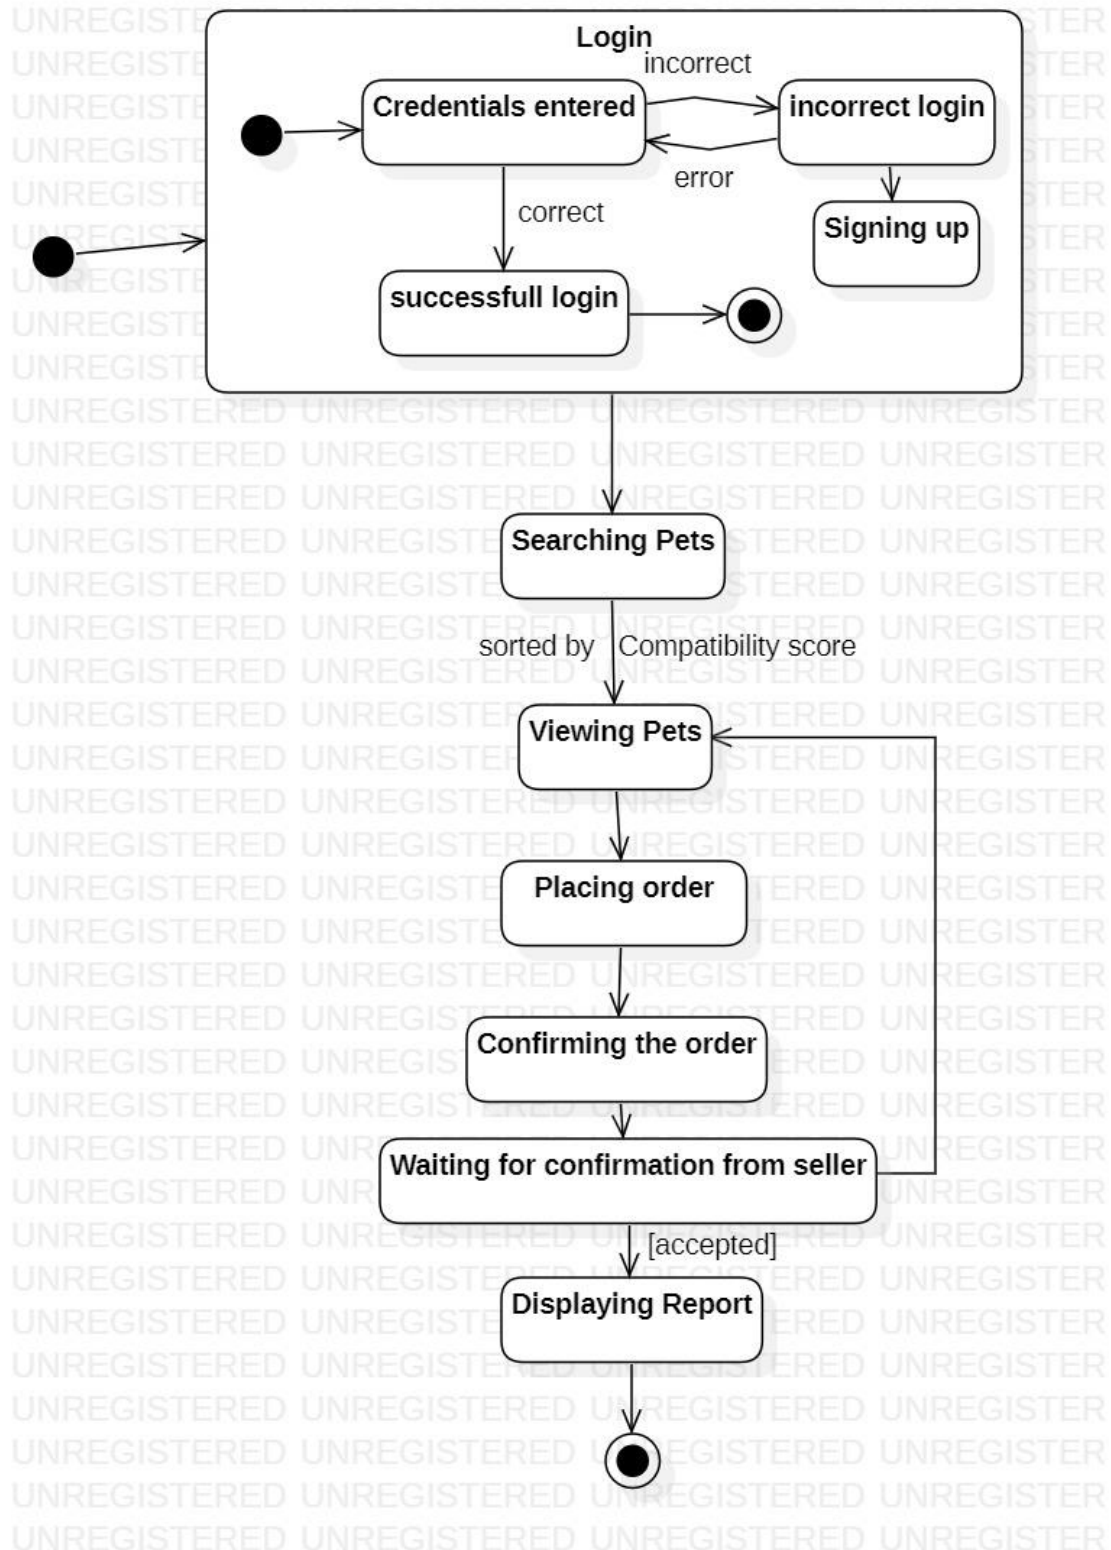 Login
incorrect
Credentials entered
incorrect login
error
correct
Signing up
successfull login
Searching Pets
sorted by Compatibility score
Viewing Pets
Placing order
Confirming the order
Waiting for confirmation from seller
[accepted]
Displaying Report
UNREGISTERED